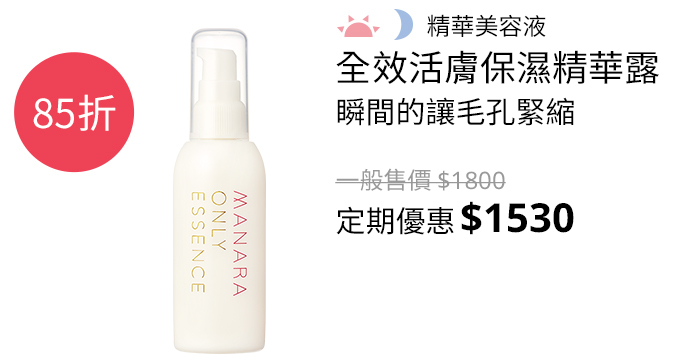 85折
MANARA
ONLY
ESSENCE
精華美容液
全效活膚保濕精華露
瞬間的讓毛孔緊縮
一般售價 $1800
定期優惠 $1530